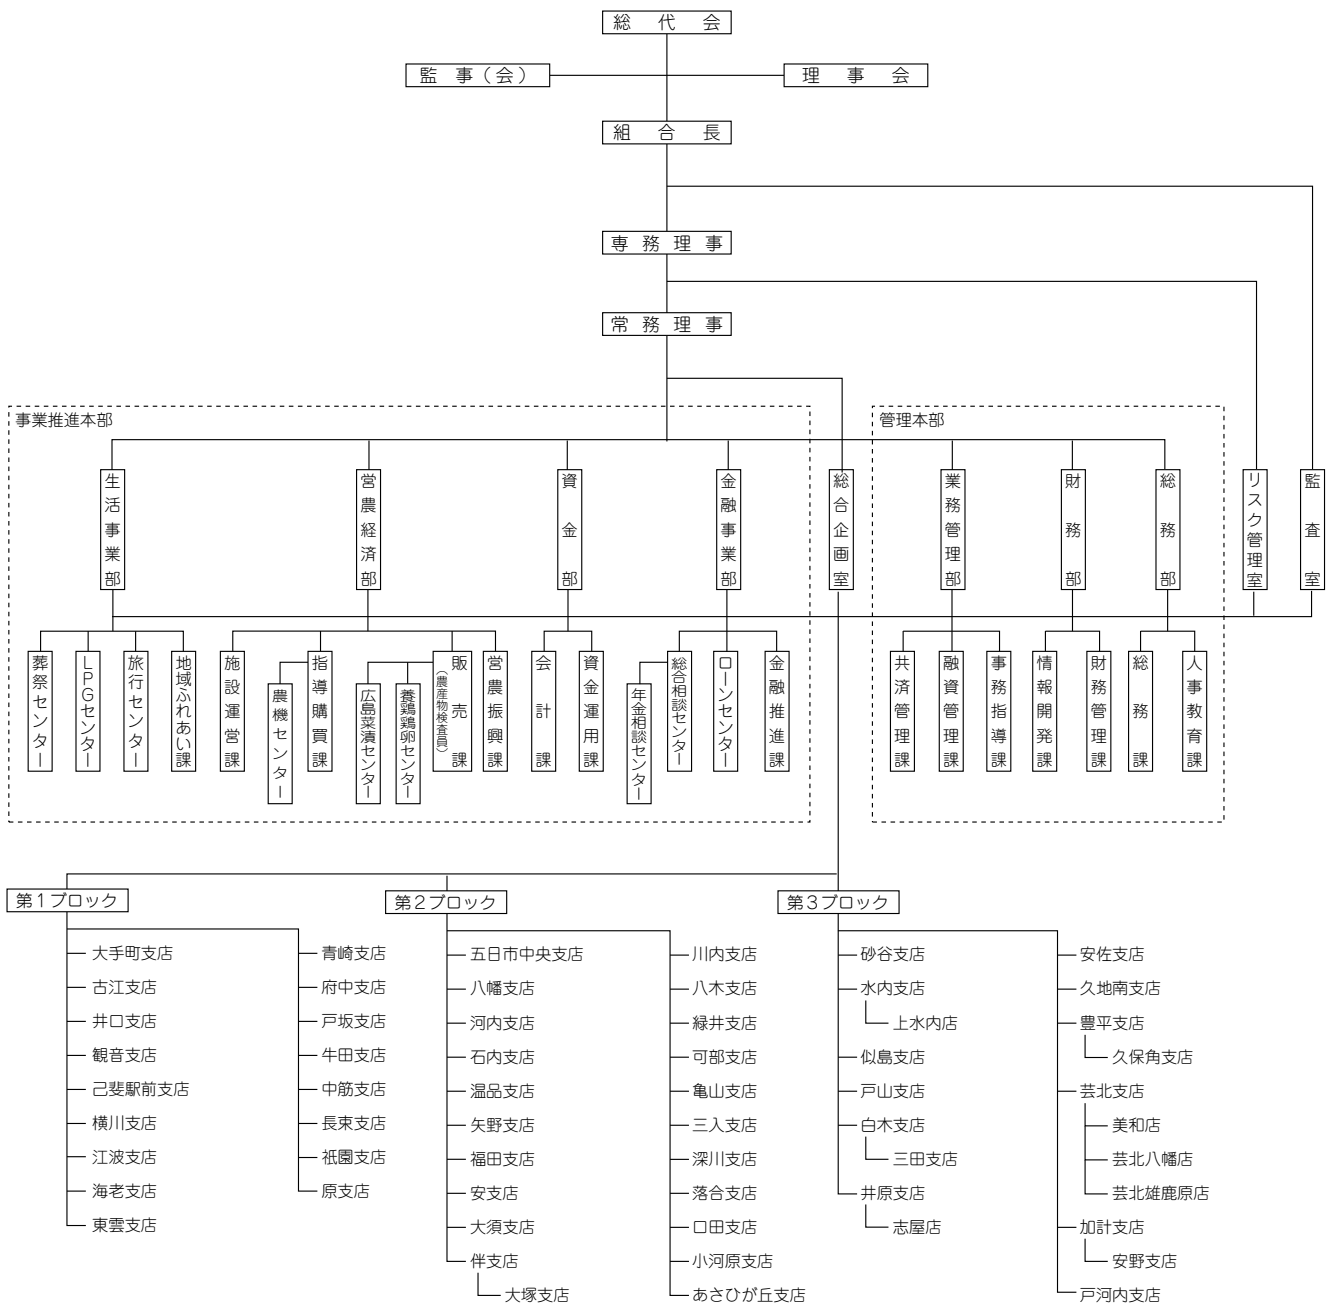 総代会
監事(会)
理事会
組合長
専務理事
常務理事
事業推進本部
管理本部
生活事業部
営農経済部
資金部
金融事業部
総合企画室
業務管理部
財務部
総務部
リスク管理室
監査室
葬祭センター
LPGセンター
旅行センター
地域ふれあい課
施設運営課
農機センター
指導購買課
広島菜漬センター
養鶏鶏卵センター
販売課
(農産物検査員)
営農振興課
会計課
資金運用課
年金相談センター
総合相談センター
ローンセンター
金融推進課
共済管理課
融資管理課
事務指導課
情報開発課
財務管理課
総務課
人事教育課
第1ブロック
大手町支店
古江支店
井口支店
観音支店
己斐駅前支店
横川支店
江波支店
海老支店
東雲支店
青崎支店
府中支店
戸坂支店
牛田支店
中筋支店
長束支店
祇園支店
原支店
第2ブロック
五日市中央支店
八幡支店
河内支店
石内支店
温品支店
矢野支店
福田支店
安支店
大須支店
伴支店
大塚支店
川内支店
八木支店
緑井支店
可部支店
亀山支店
三入支店
深川支店
落合支店
口田支店
小河原支店
あさひが丘支店
第3ブロック
砂谷支店
水内支店
上水内店
似島支店
戸山支店
白木支店
三田支店
井原支店
志屋店
安佐支店
久地南支店
豊平支店
久保角支店
芸北支店
美和店
芸北八幡店
芸北雄鹿原店
加計支店
安野支店
戸河内支店